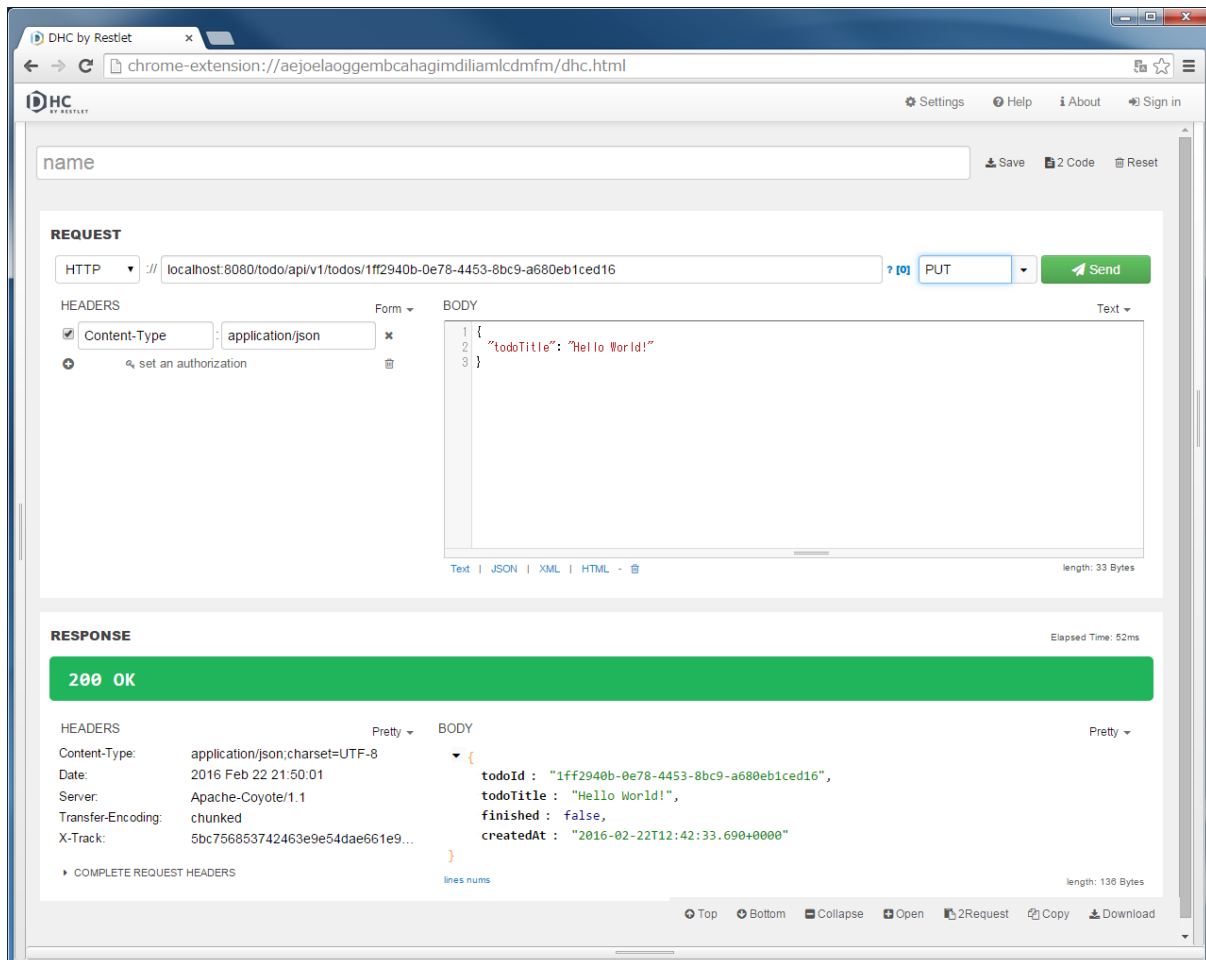 DHC by Restlet
chrome-extension://aejoelaoggembcahagimdiliamlcdmfm/dhc.html
DHC
BY RESTLET
Settings Help About Sign in
name
Save 2 Code Reset
REQUEST
HTTP :// localhost:8080/todo/api/v1/todos/1ff2940b-0e78-4453-8bc9-a680eb1ced16 ? [0] PUT Send
HEADERS Form
Content-Type : application/json
set an authorization
BODY Text
1 {
2 "todoTitle": "Hello World!"
3 }
Text | JSON | XML | HTML - length: 33 Bytes
RESPONSE Elapsed Time: 52ms
200 OK
HEADERS Pretty
Content-Type: application/json;charset=UTF-8
Date: 2016 Feb 22 21:50:01
Server: Apache-Coyote/1.1
Transfer-Encoding: chunked
X-Track: 5bc756853742463e9e54dae661e9...
COMPLETE REQUEST HEADERS
BODY Pretty
{
todoId : "1ff2940b-0e78-4453-8bc9-a680eb1ced16",
todoTitle : "Hello World!",
finished : false,
createdAt : "2016-02-22T12:42:33.690+0000"
}
lines nums length: 136 Bytes
Top Bottom Collapse Open 2Request Copy Download